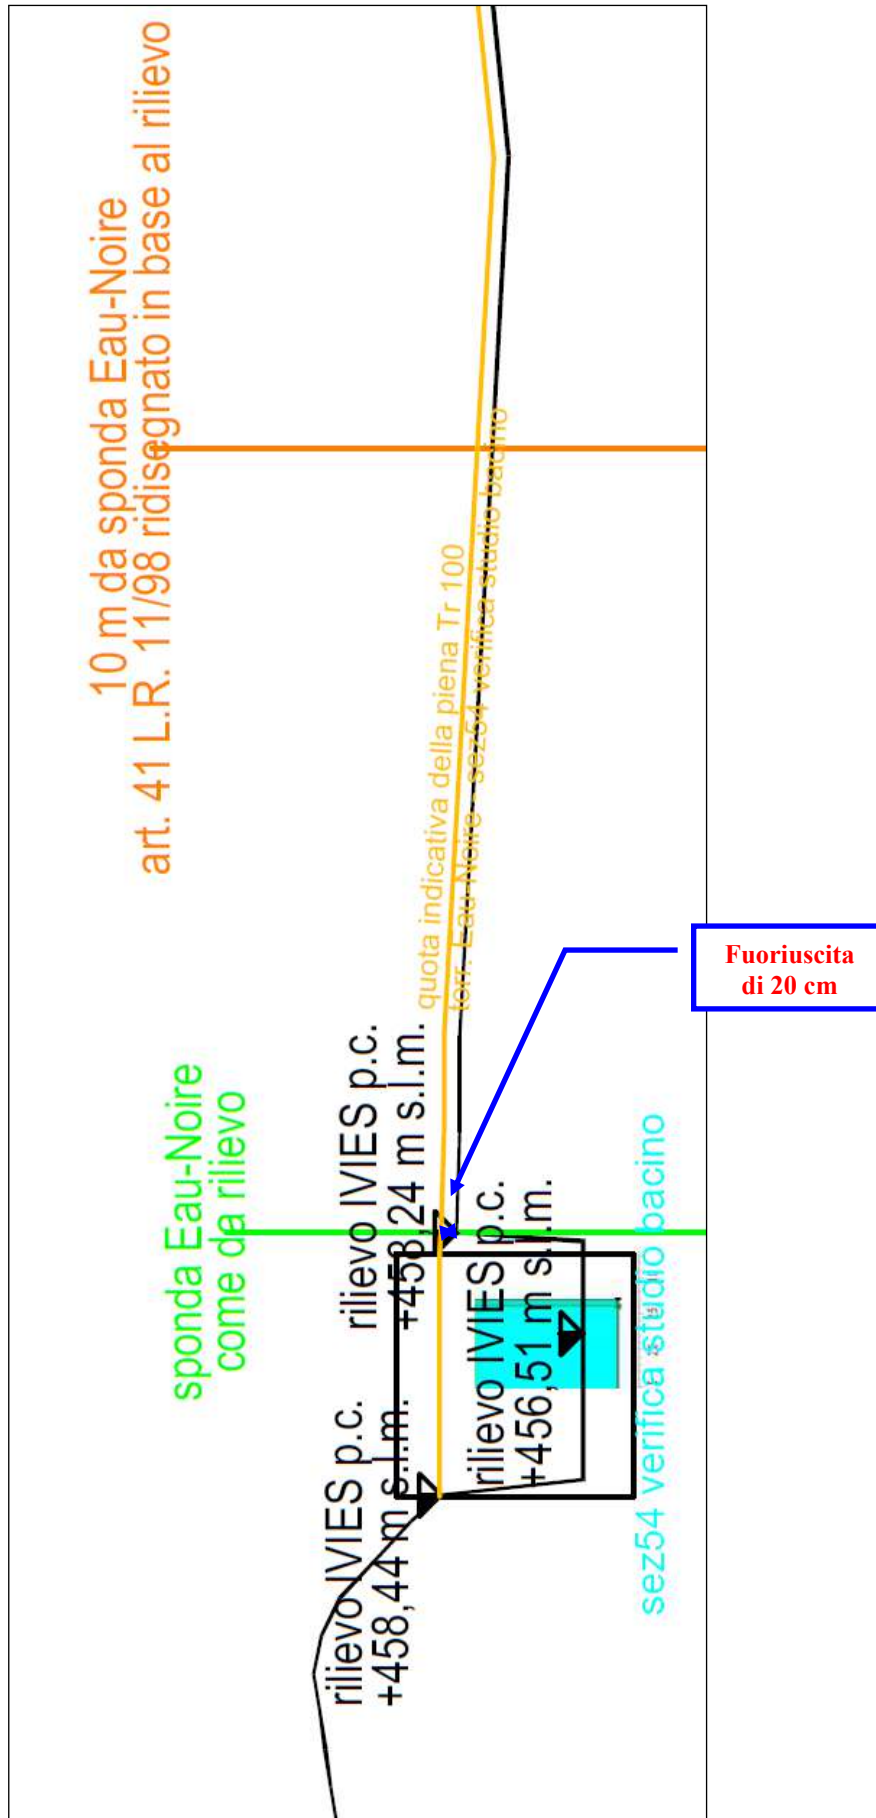 10 m da sponda Eau-Noire
art. 41 L.R. 11/98 ridisegnato in base al rilievo
quota indicativa della piena Tr 100
torr. Eau-Noire - sez54 verifica studio bacino
Fuoriuscita
di 20 cm
sponda Eau-Noire
come da rilievo
rilievo IVIES p.c.
+458,24 m s.l.m.
rilievo IVIES p.c.
+456,51 m s.l.m.
rilievo IVIES p.c.
+458,44 m s.l.m.
sez54 verifica studio bacino